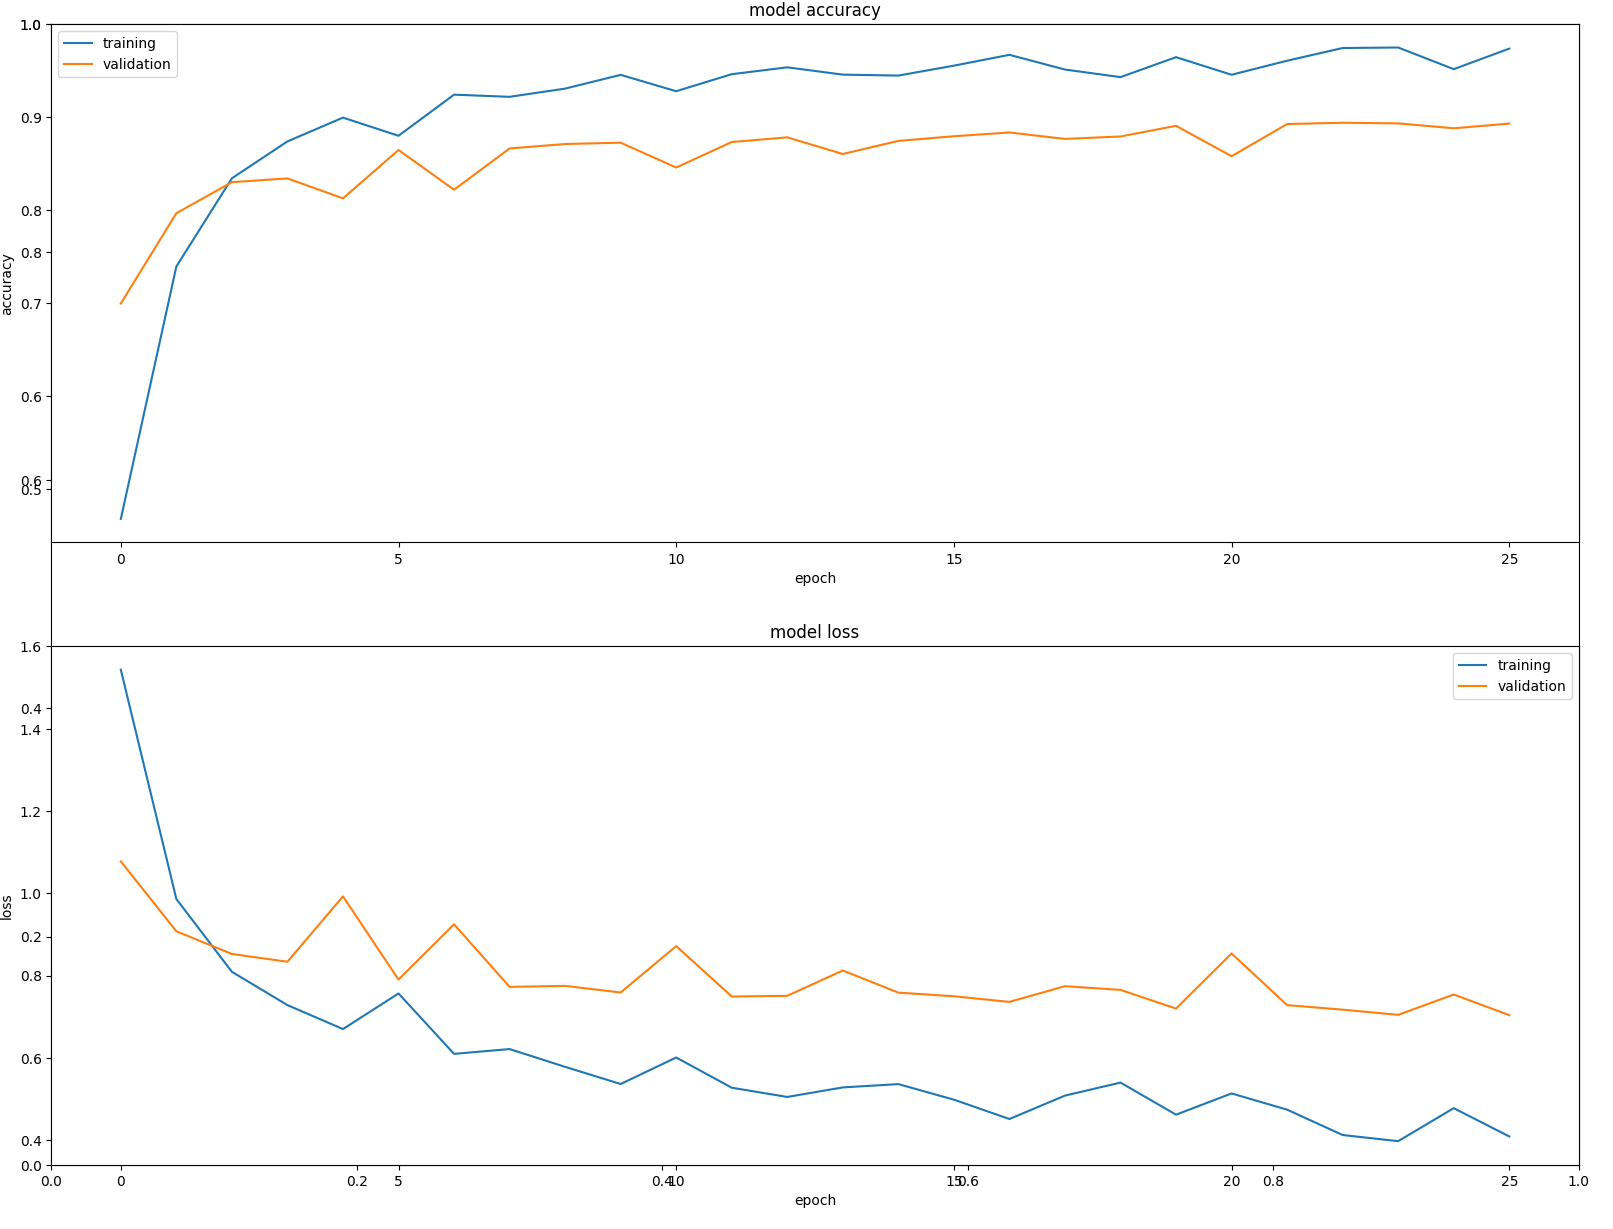 model accuracy
1.0
training
validation
0.9
0.8
0.8
accuracy
0.7
0.6
0.6
0.5
0 5 10 15 20 25
epoch
model loss
1.6
training
validation
0.4
1.4
1.2
1.0
loss
0.2
0.8
0.6
0.4
0.0
0.0 0 0.2 5 0.4 10 15 0.6 20 0.8 25 1.0
epoch